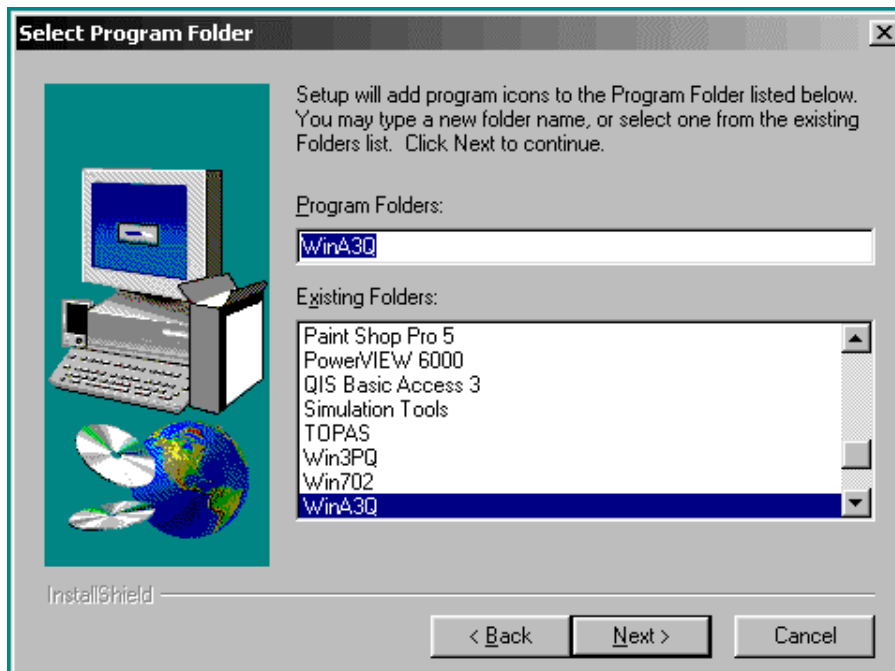 Select Program Folder
Setup will add program icons to the Program Folder listed below.
You may type a new folder name, or select one from the existing
Folders list.  Click Next to continue.
Program Folders:
WinA3Q
Existing Folders:
Paint Shop Pro 5
PowerVIEW 6000
QIS Basic Access 3
Simulation Tools
TOPAS
Win3PQ
Win702
WinA3Q
InstallShield
< Back
Next >
Cancel